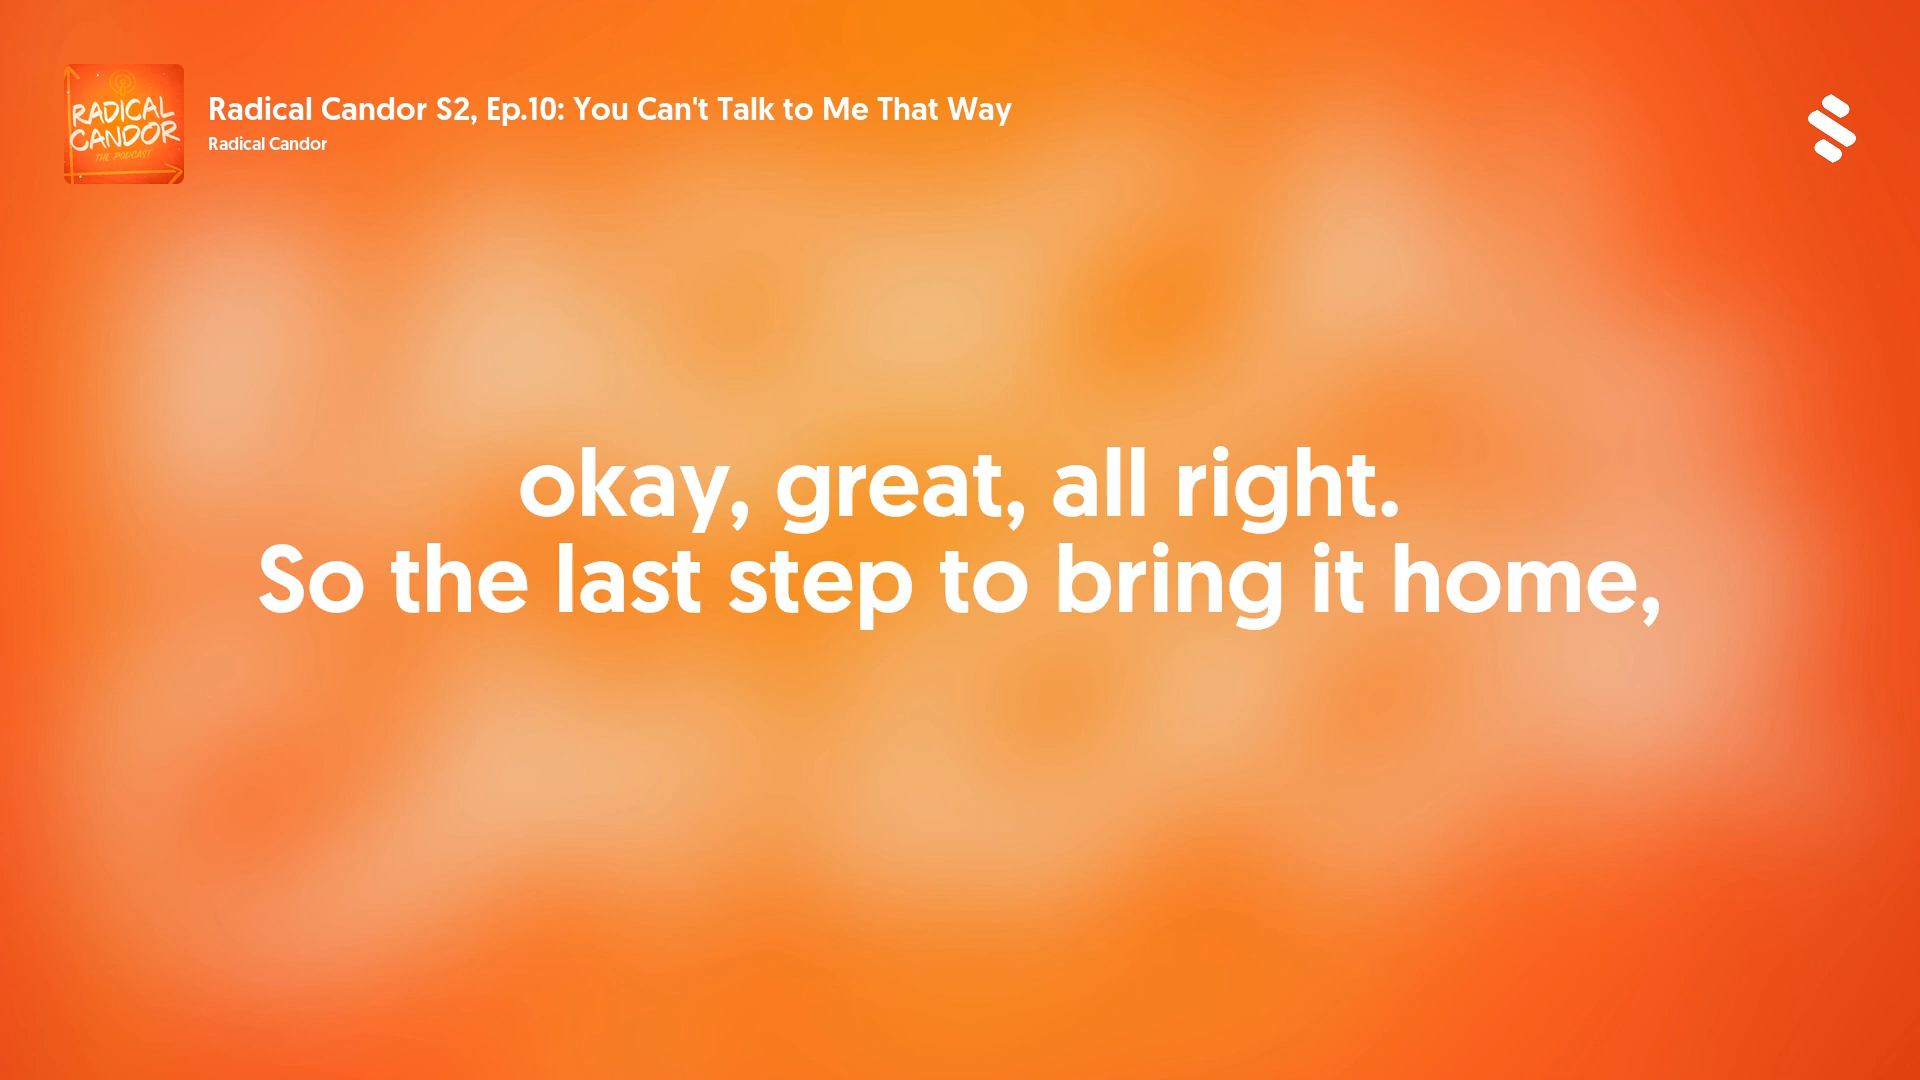 RADICAL
CANDOR
THE PODCAST
Radical Candor S2, Ep.10: You Can't Talk to Me That Way
Radical Candor
okay, great, all right.
So the last step to bring it home,